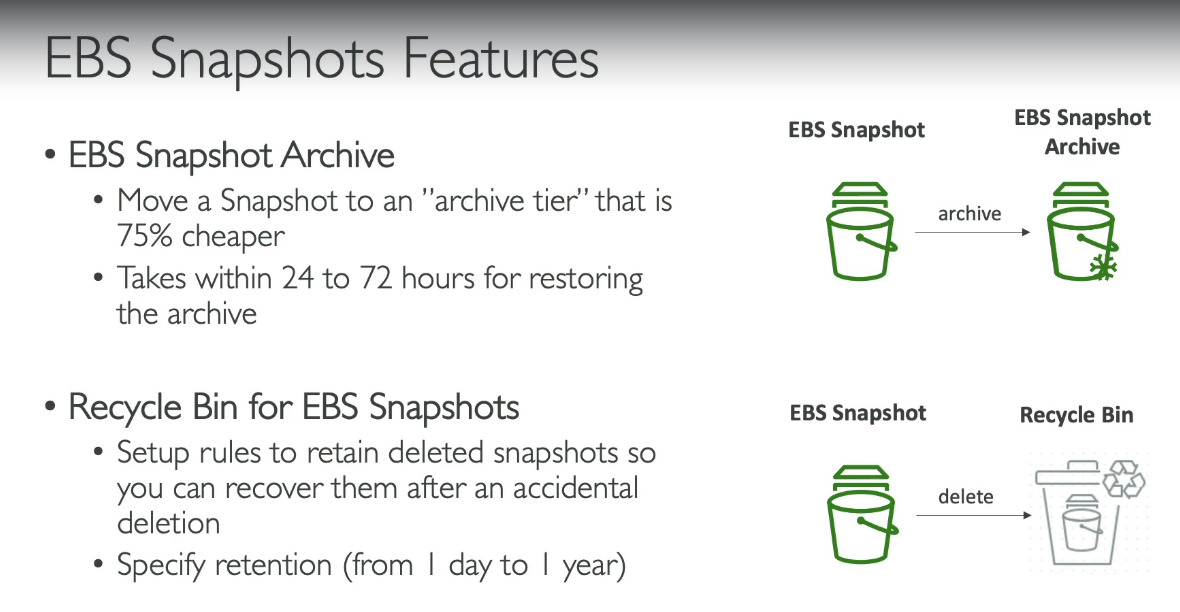 EBS Snapshots Features
• EBS Snapshot Archive
• Move a Snapshot to an ”archive tier” that is
75% cheaper
• Takes within 24 to 72 hours for restoring
the archive
• Recycle Bin for EBS Snapshots
• Setup rules to retain deleted snapshots so
you can recover them after an accidental
deletion
• Specify retention (from 1 day to 1 year)
EBS Snapshot
archive
EBS Snapshot
Archive
EBS Snapshot
delete
Recycle Bin